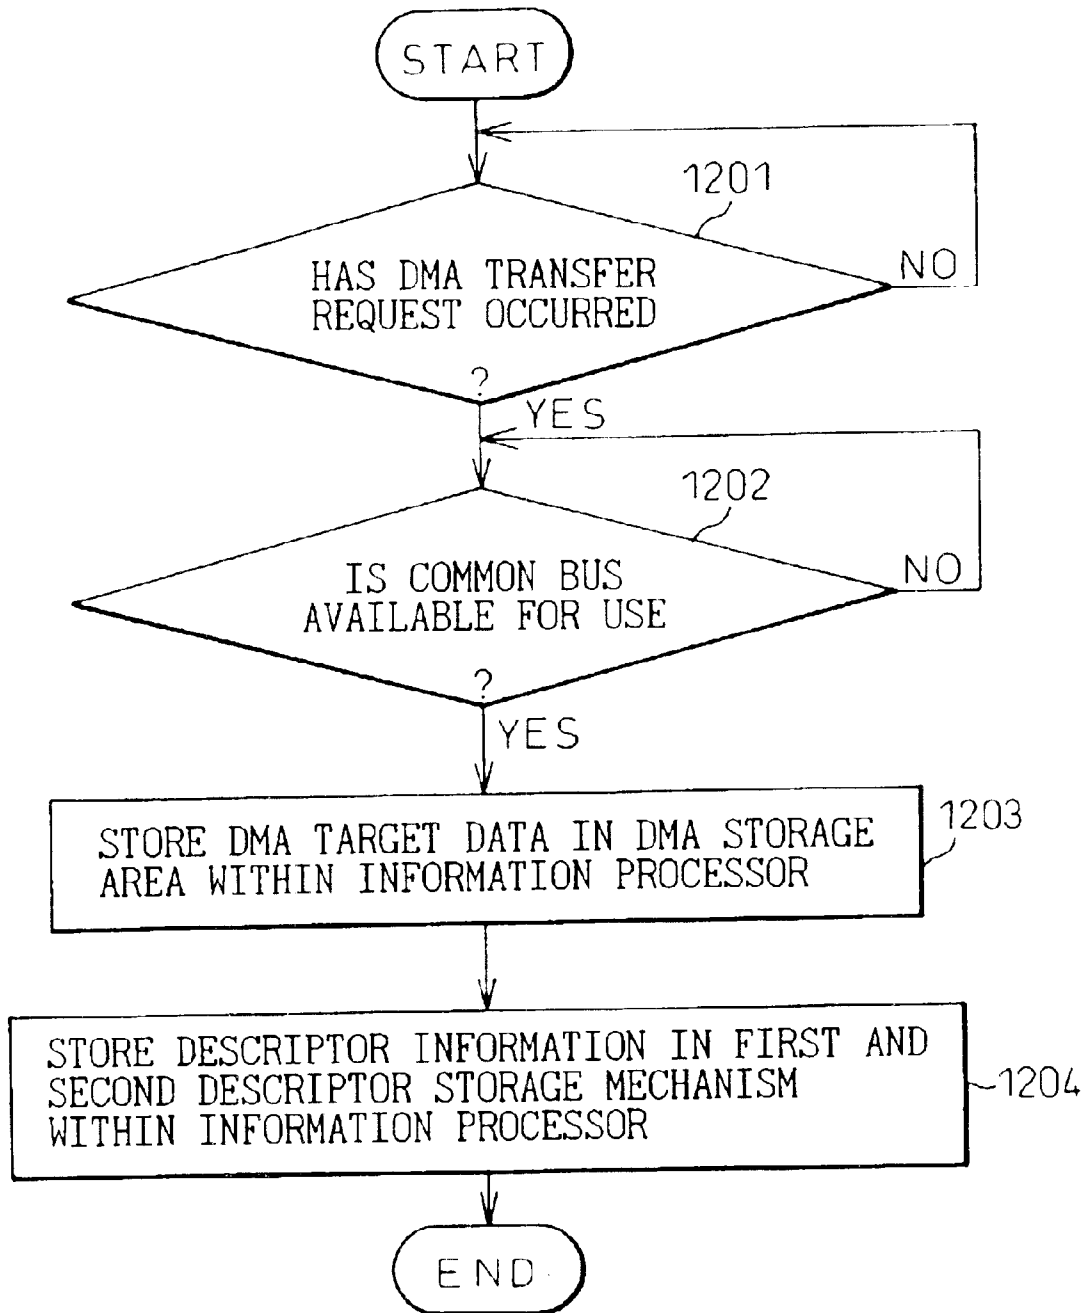 START
1201
HAS DMA TRANSFER
REQUEST OCCURRED
?
NO
YES
1202
IS COMMON BUS
AVAILABLE FOR USE
?
NO
YES
1203
STORE DMA TARGET DATA IN DMA STORAGE
AREA WITHIN INFORMATION PROCESSOR
STORE DESCRIPTOR INFORMATION IN FIRST AND
SECOND DESCRIPTOR STORAGE MECHANISM
WITHIN INFORMATION PROCESSOR
1204
END